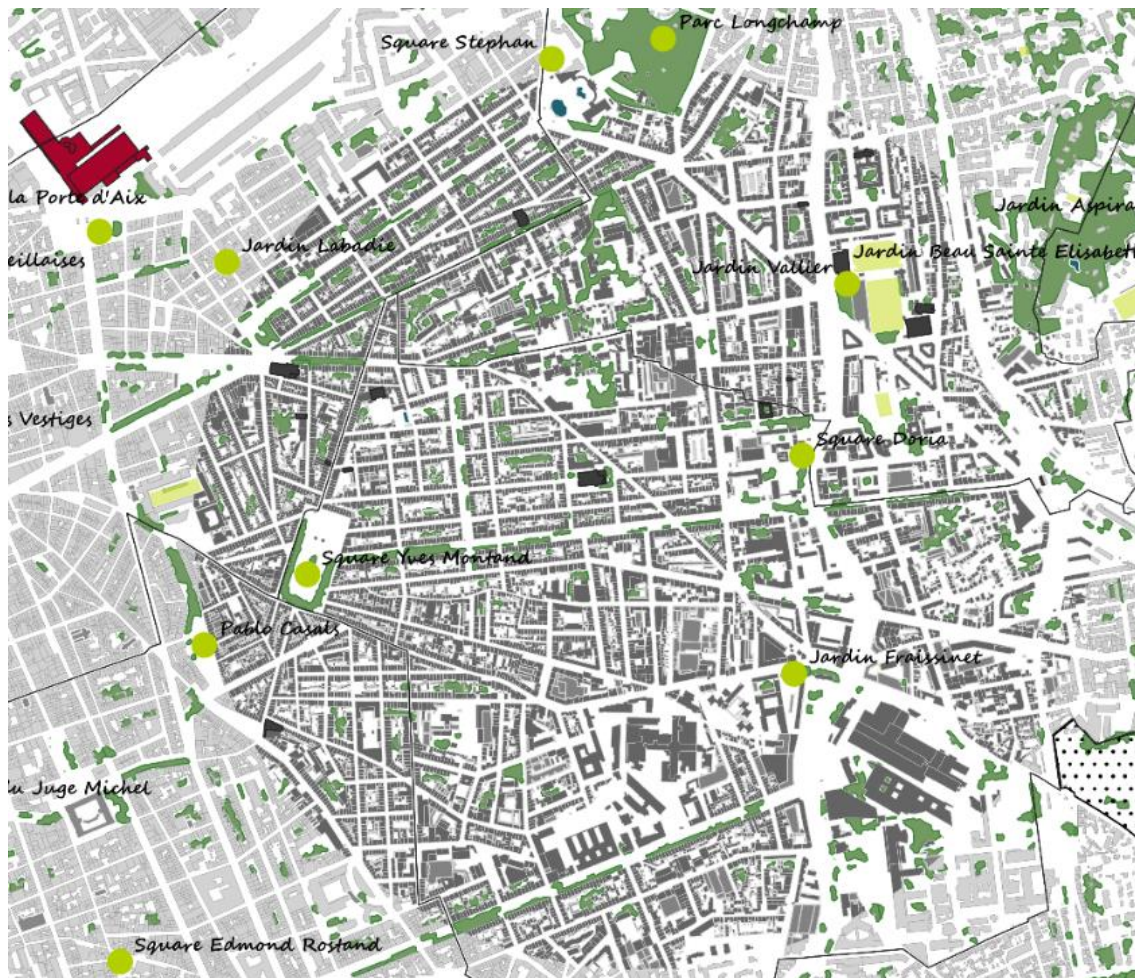 Parc Longchamp
Square Stephan
la Porte d'Aix
Jardin Aspira
Jardin Labadie
Jardin Beau Sainte Elisabeth
eillaises
Jardin Vallier
s Vestiges
Square Doria
Square Yves Montand
Pablo Casals
Jardin Fraissinet
du Juge Michel
Square Edmond Rostand